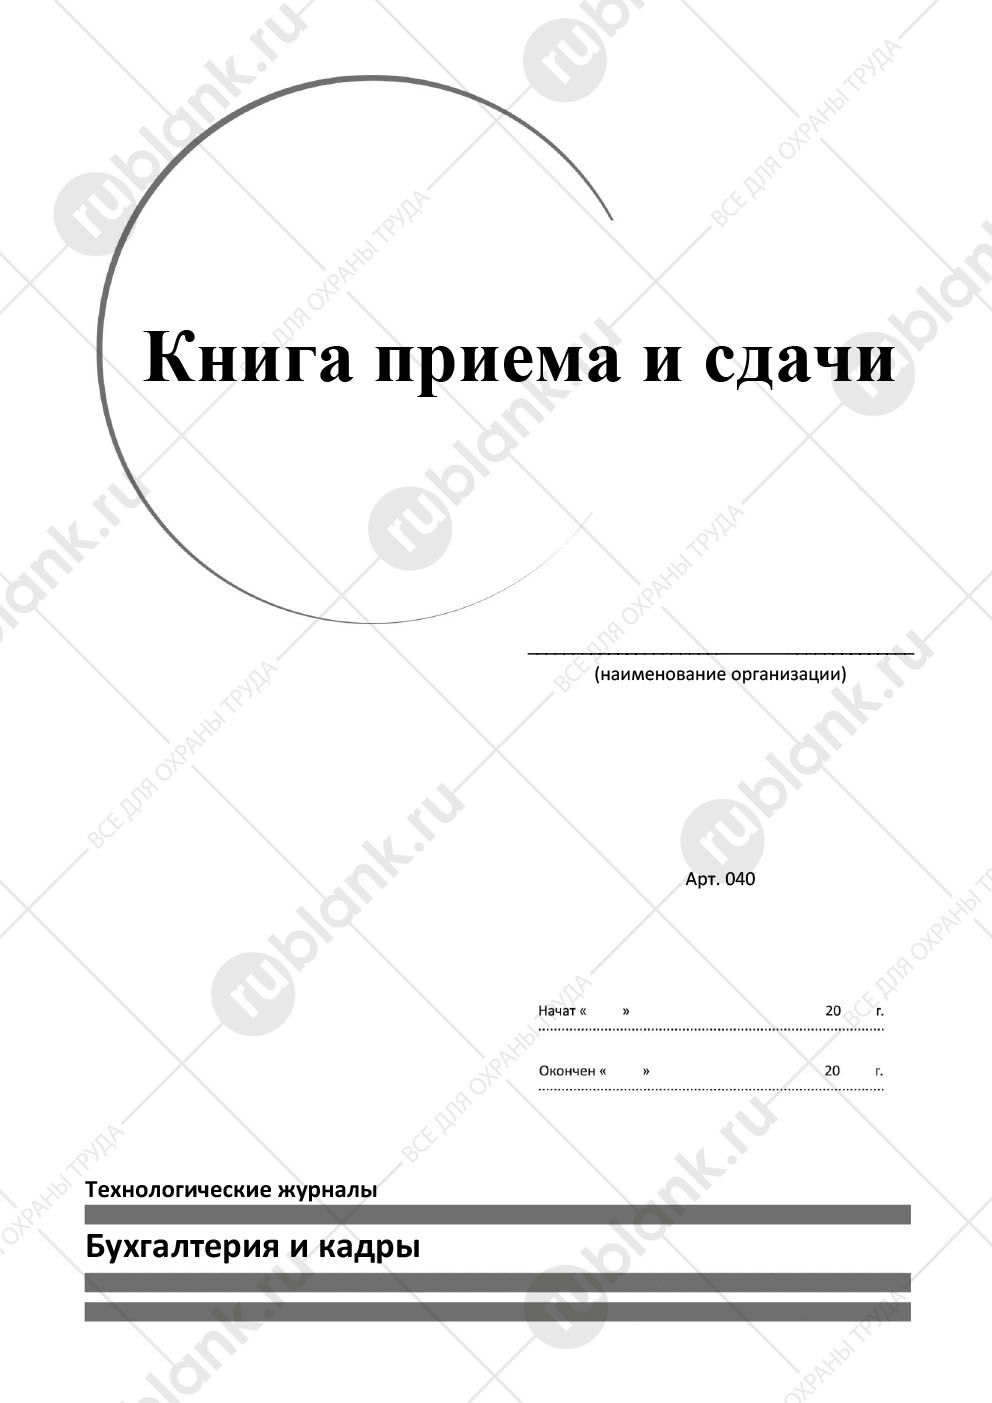 Книга приема и сдачи
(наименование организации)
Арт. 040
Начат « » 20 г.
Окончен « » 20 г.
Технологические журналы
Бухгалтерия и кадры
rublank.ru
ВСЕ ДЛЯ ОХРАНЫ ТРУДА